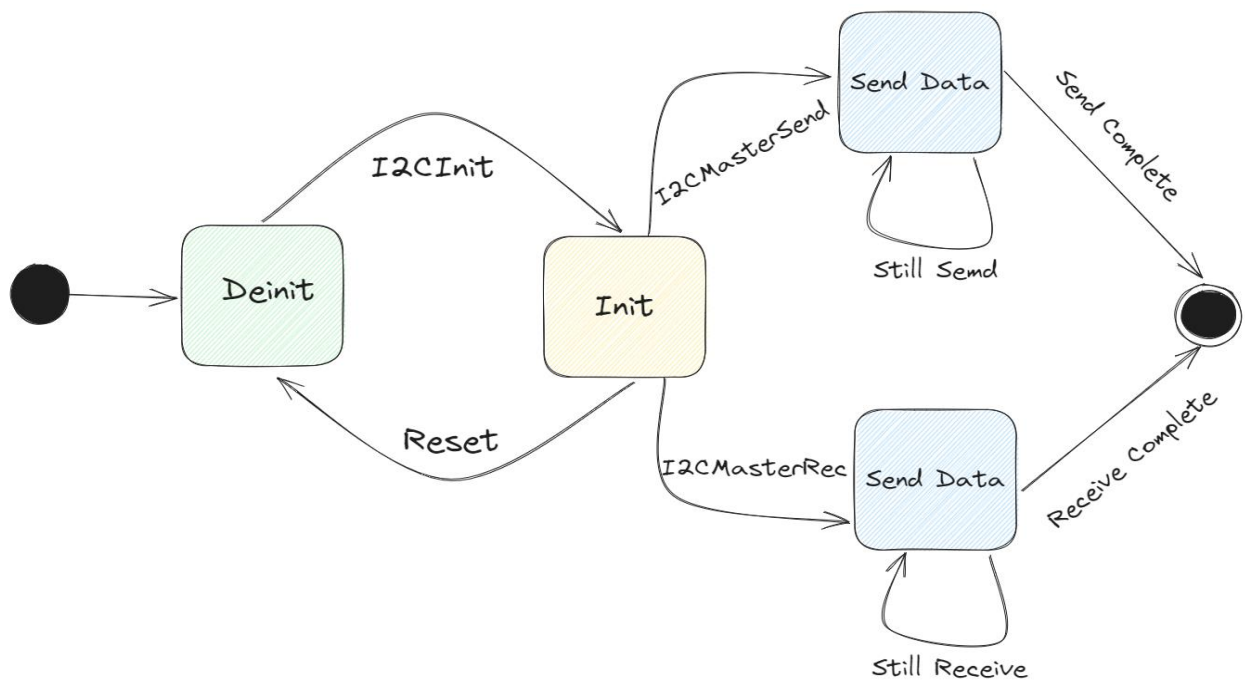 Send Data
Send Complete
I2CMasterSend
I2CInit
Still Semd
Deinit
Init
Reset
I2CMasterRec
Send Data
Receive Complete
Still Receive